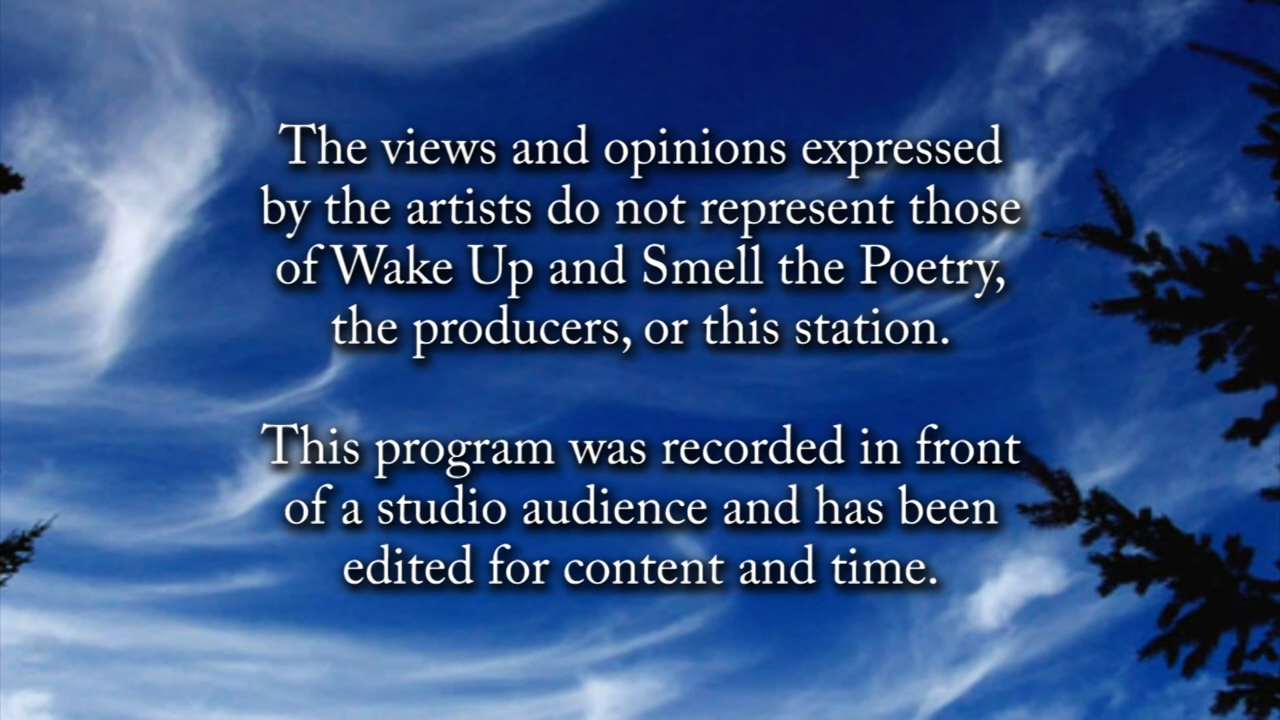 The views and opinions expressed
by the artists do not represent those
of Wake Up and Smell the Poetry,
the producers, or this station.
This program was recorded in front
of a studio audience and has been
edited for content and time.